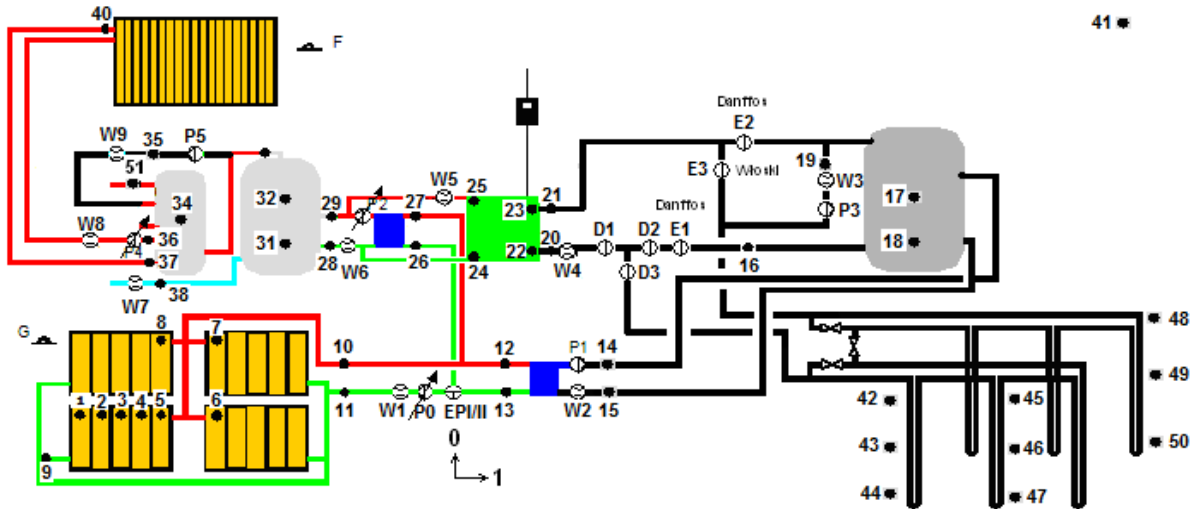 40
F
41
Danffos
E2
W9
35
P5
51
19
E3
Włoski
W3
34
32
29
P2
27
W5
25
21
23
17
P3
W8
36
P4
37
31
28
W6
26
24
22
20
W4
D1
D2
Danffos
E1
16
18
D3
W7
38
G
8
7
10
12
P1
14
48
49
1
2
3
4
5
6
11
W1
P0
EPI/II
13
W2
15
42
45
0
1
9
43
46
50
44
47